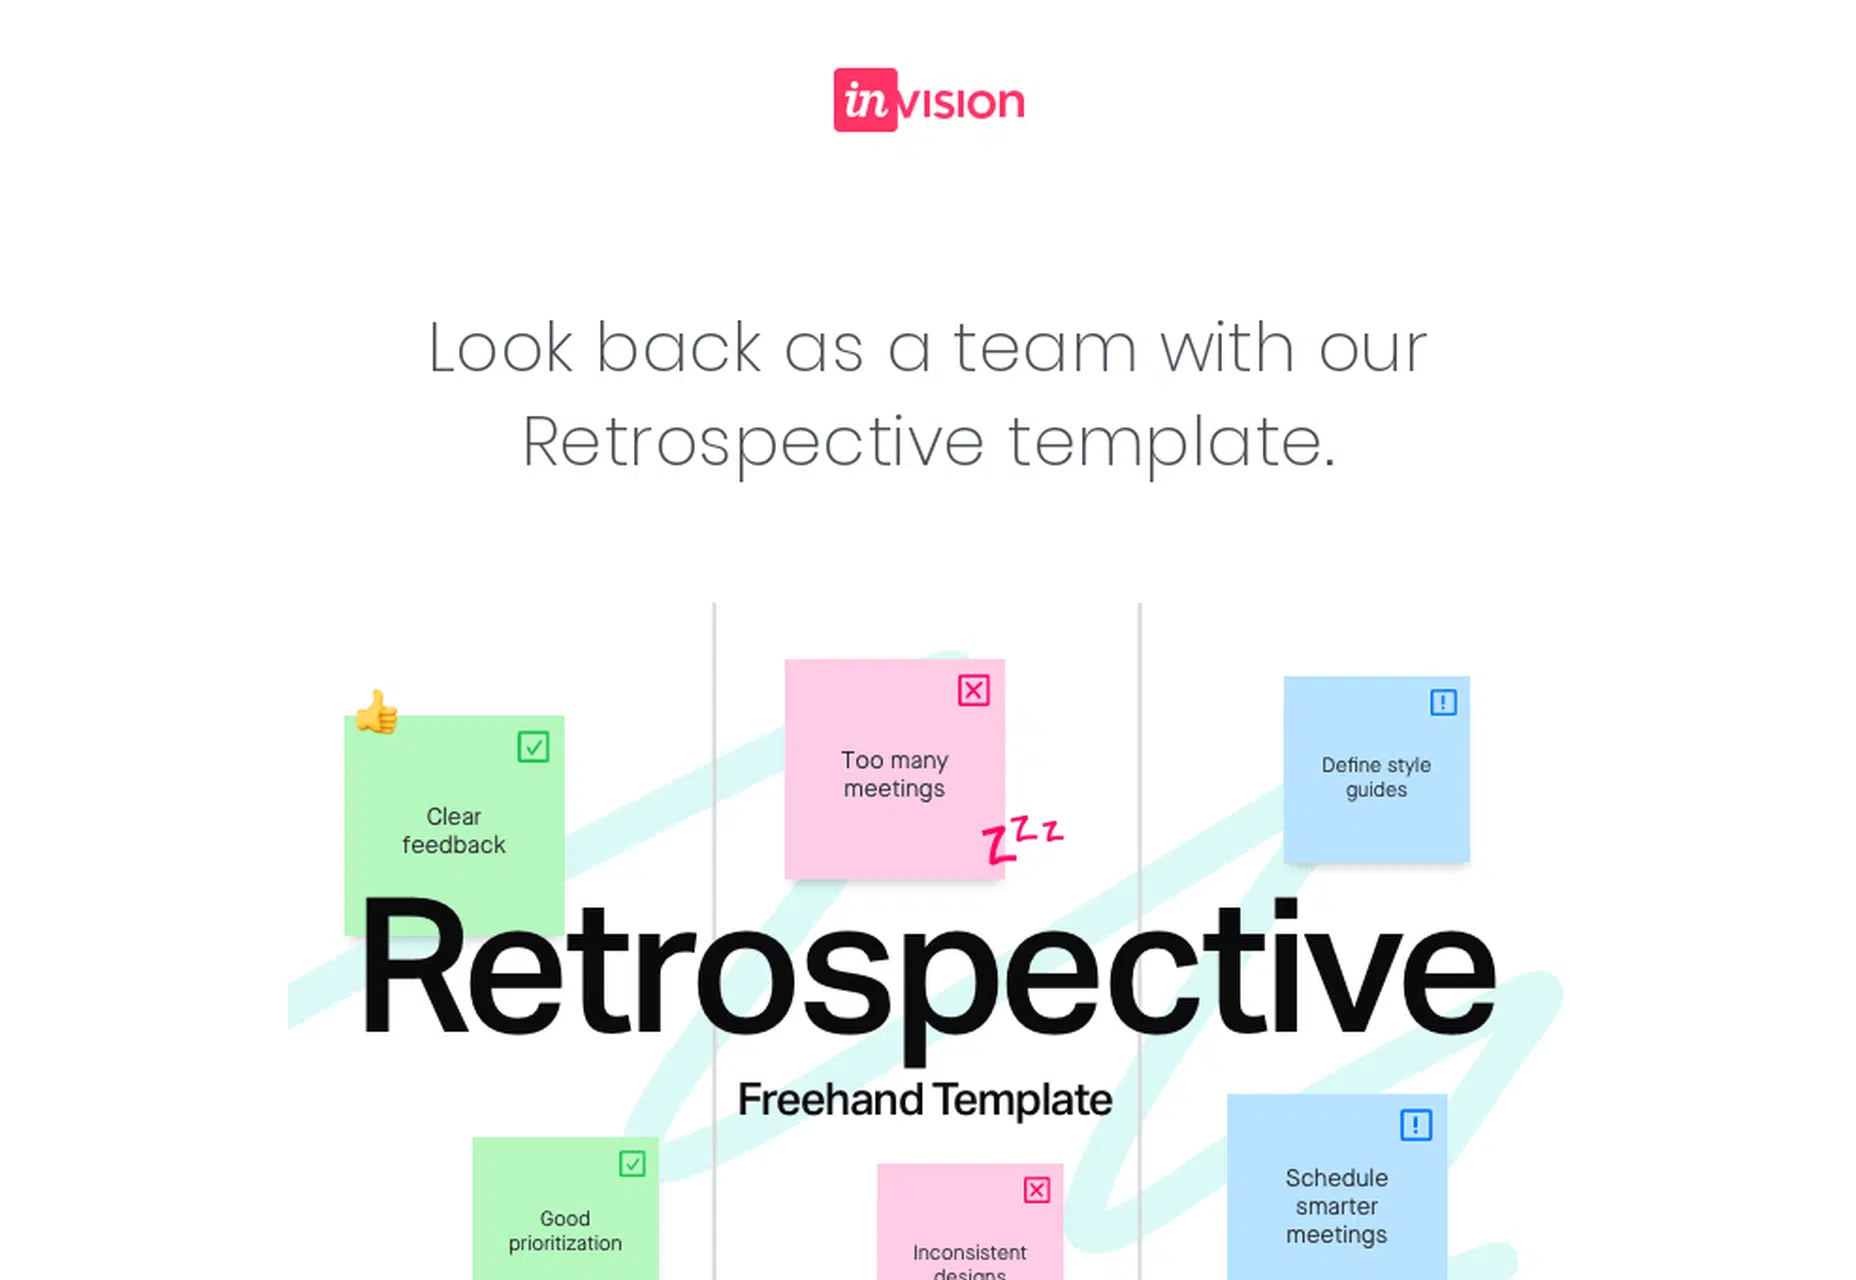 invision
Look back as a team with our
Retrospective template.
Too many
meetings
Define style
guides
Clear
feedback
zzz
Retrospective
Freehand Template
Schedule
smarter
meetings
Good
prioritization
Inconsistent
designs